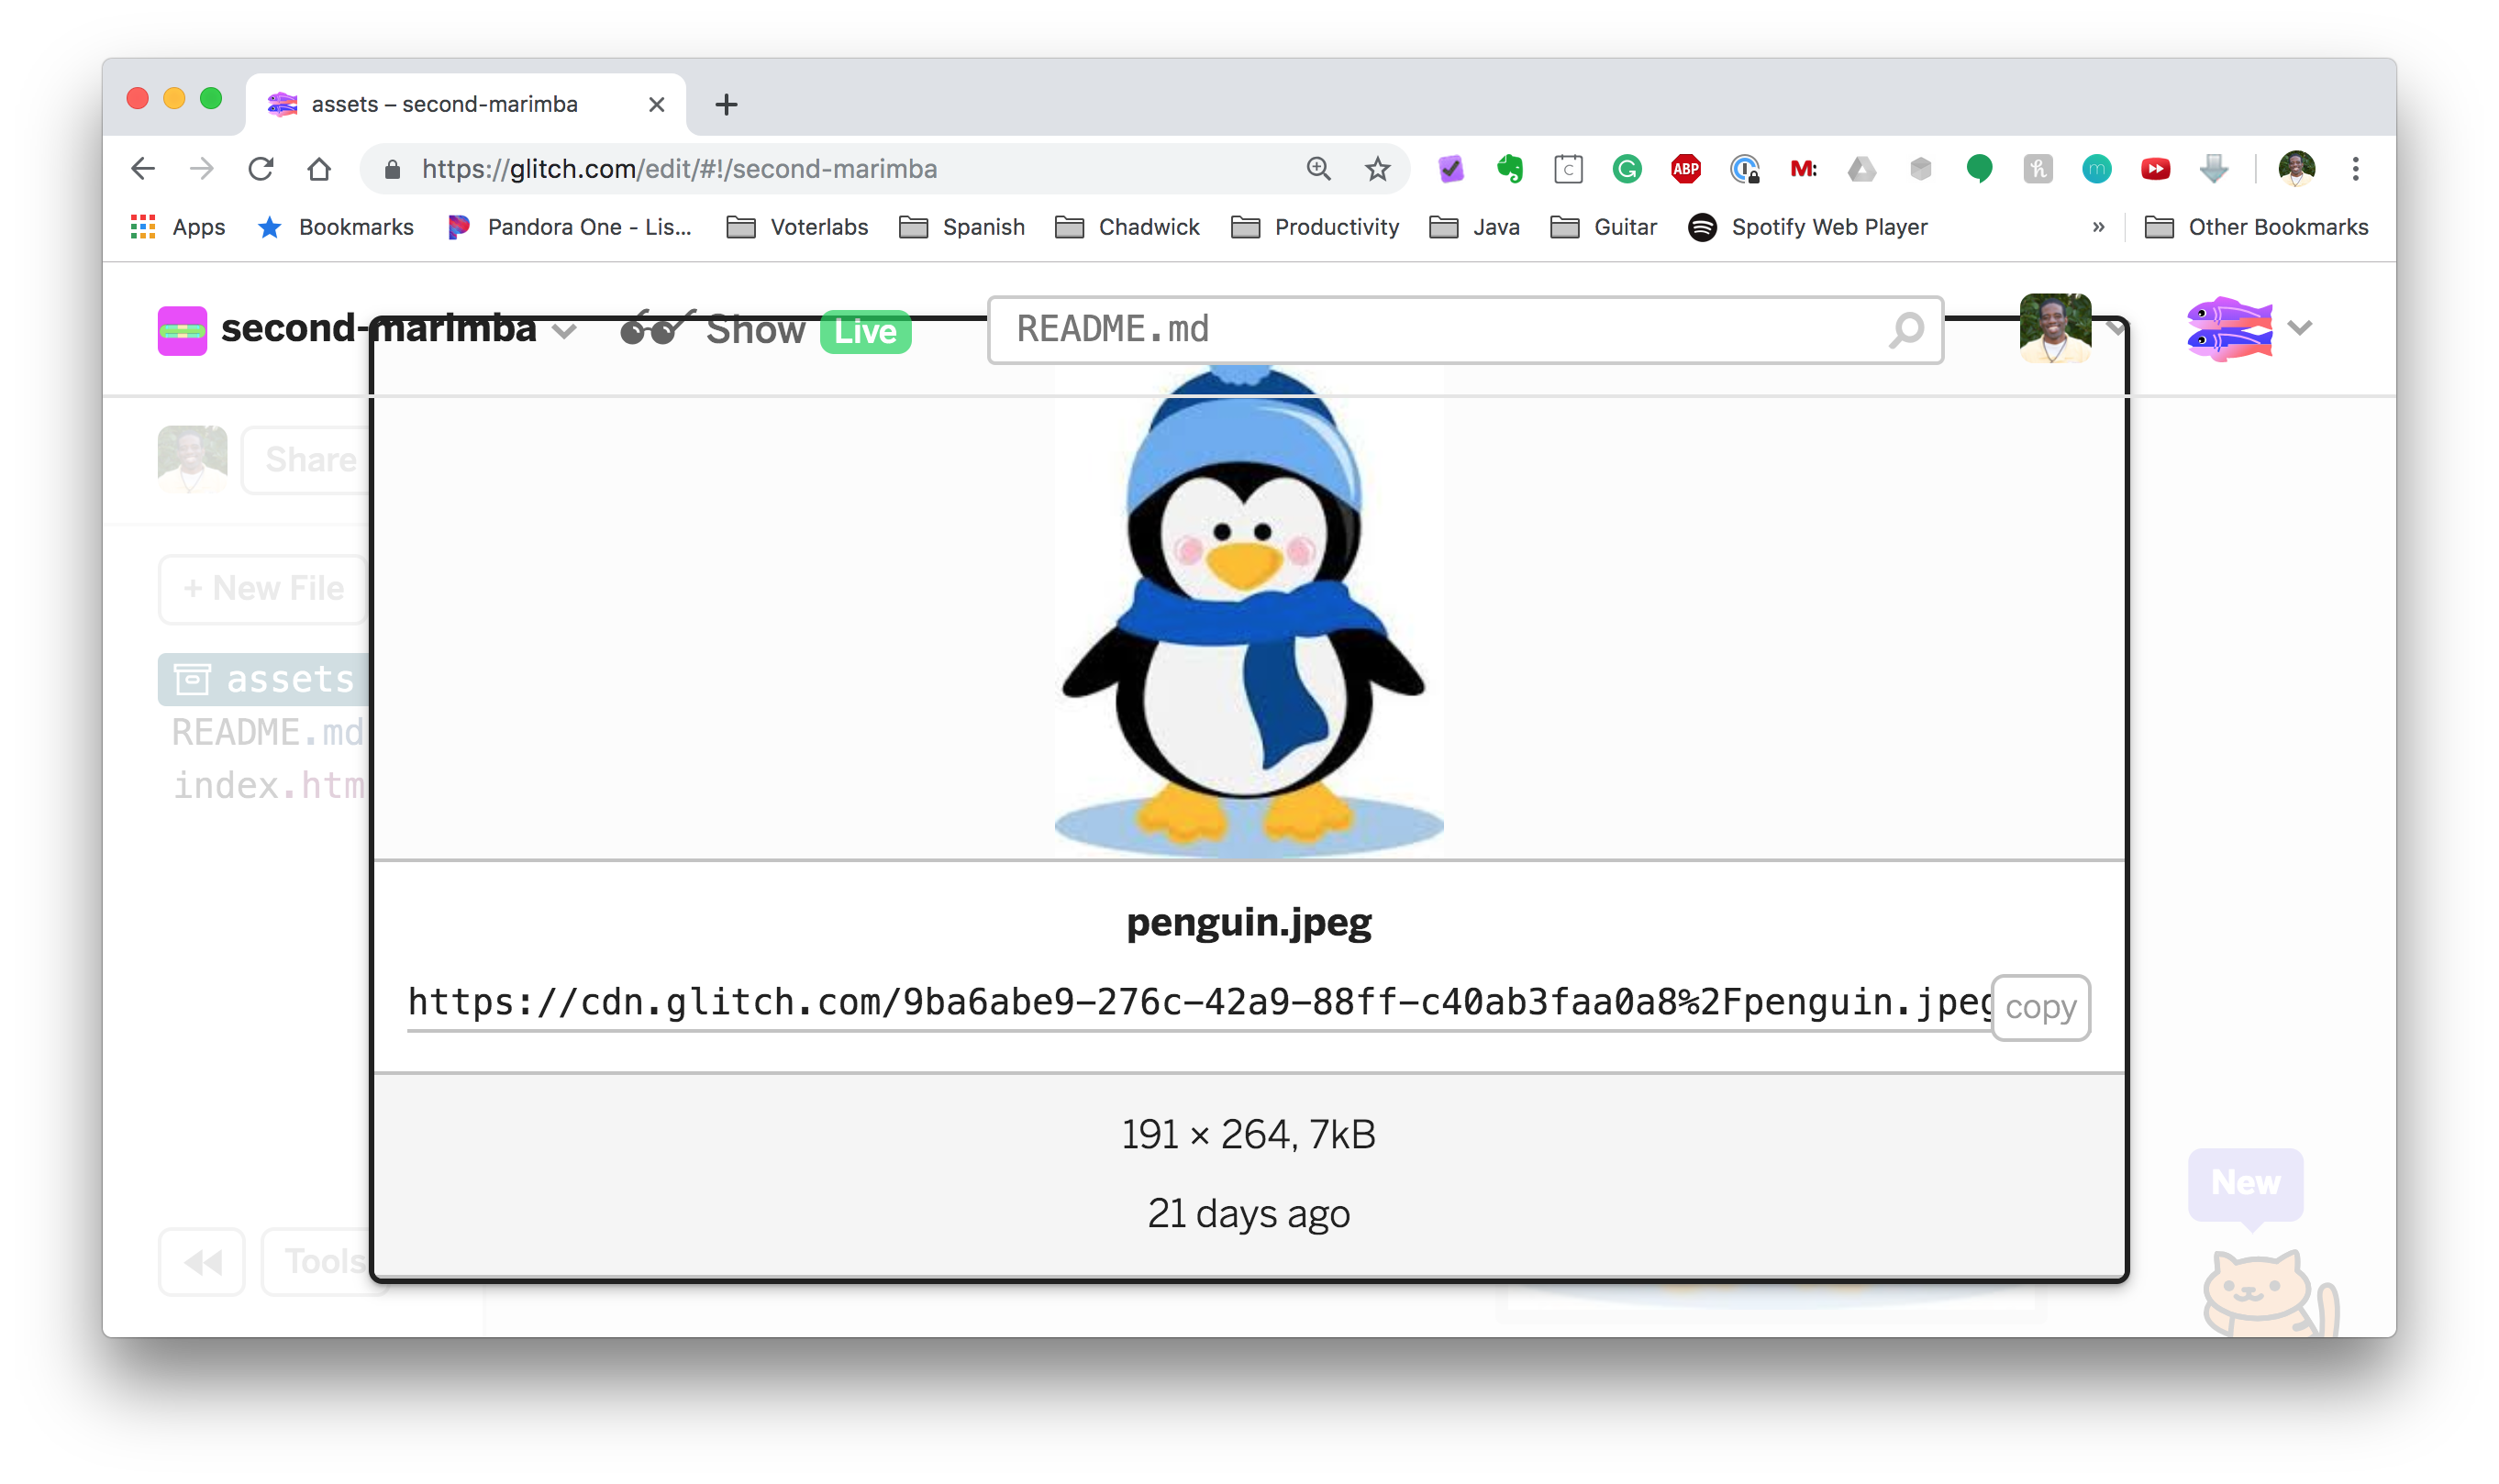 assets – second-marimba
https://glitch.com/edit/#!/second-marimba
C
ABP
M:
h
m
Apps
Bookmarks
Pandora One - Lis...
Voterlabs
Spanish
Chadwick
Productivity
Java
Guitar
Spotify Web Player
»
Other Bookmarks
second-marimba
Show
Live
README.md
Share
+ New File
assets
README.md
index.htm
penguin.jpeg
https://cdn.glitch.com/9ba6abe9-276c-42a9-88ff-c40ab3faa0a8%2Fpenguin.jpeg
copy
191 × 264, 7kB
21 days ago
New
Tools